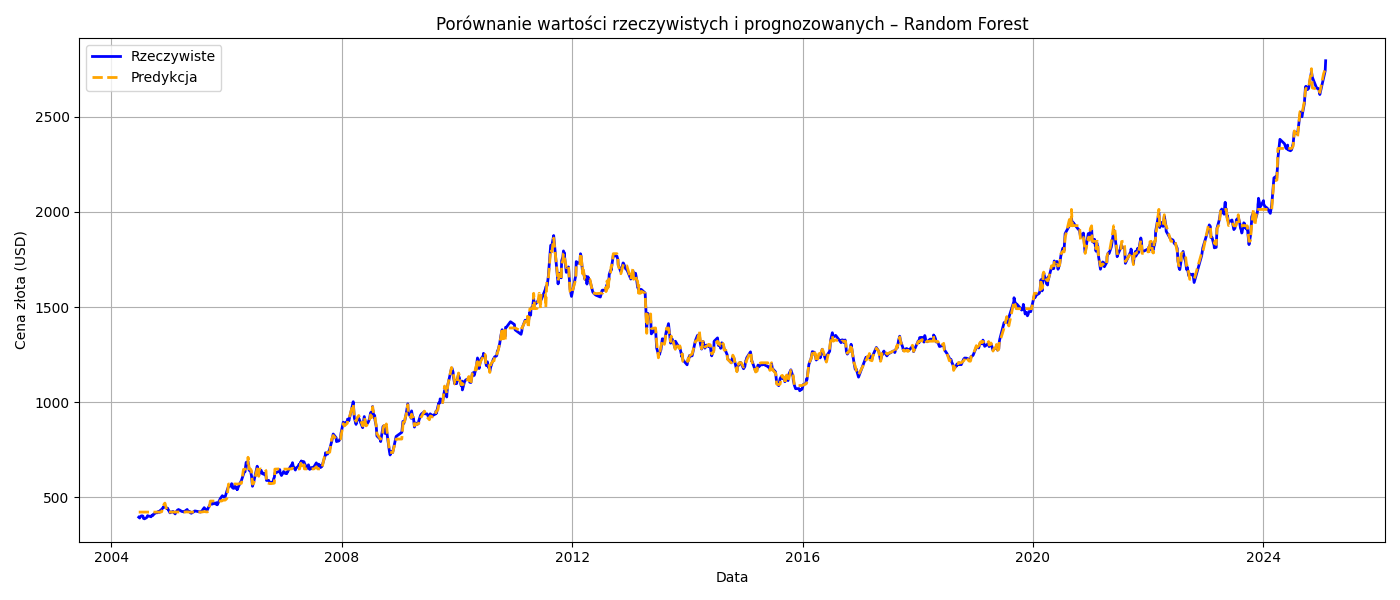 Porównanie wartości rzeczywistych i prognozowanych – Random Forest
Rzeczywiste
Predykcja
Cena złota (USD)
2500
2000
1500
1000
500
2004 2008 2012 2016 2020 2024
Data